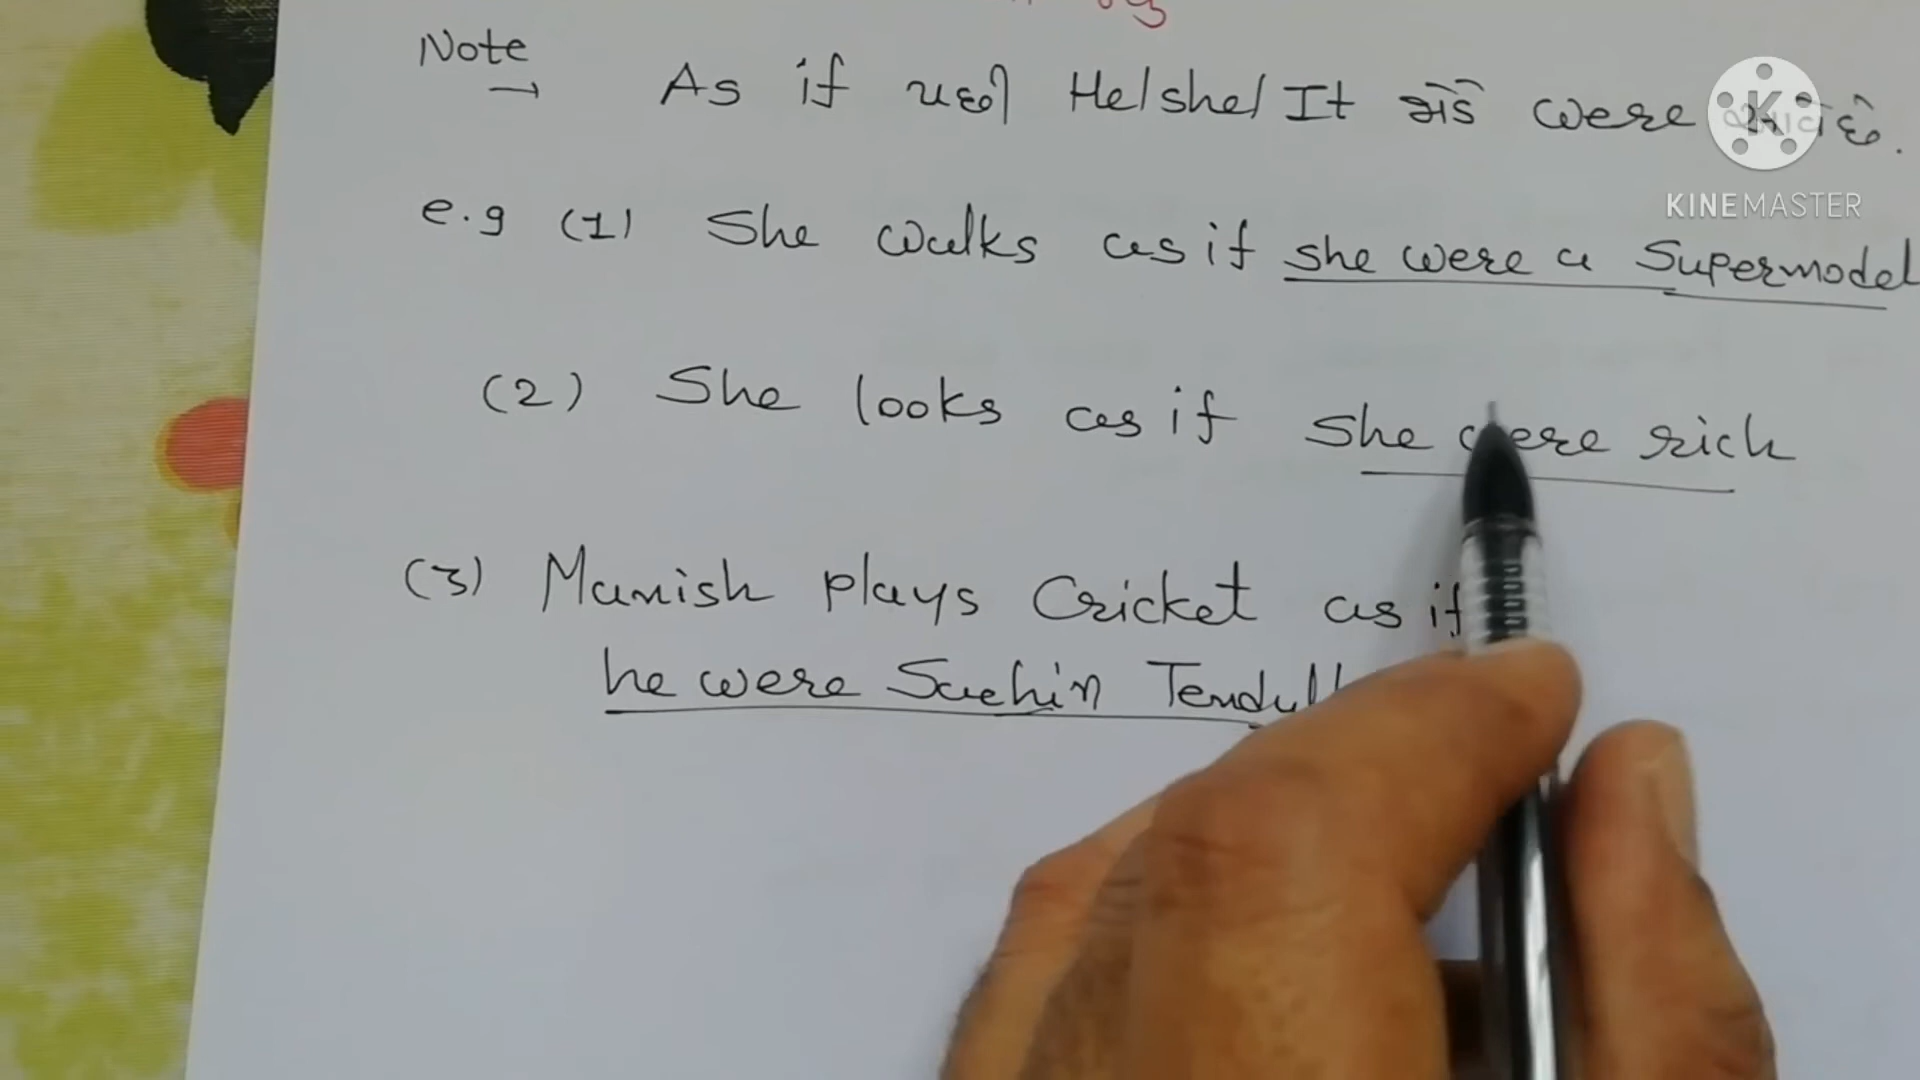 Note
→ As if પછી He/she/It જોડે were
e.g (1) She walks as if she were a Supermodel
(2) She looks as if she were rich
(3) Manish plays Cricket as if
he were Sachin
KINEMASTER